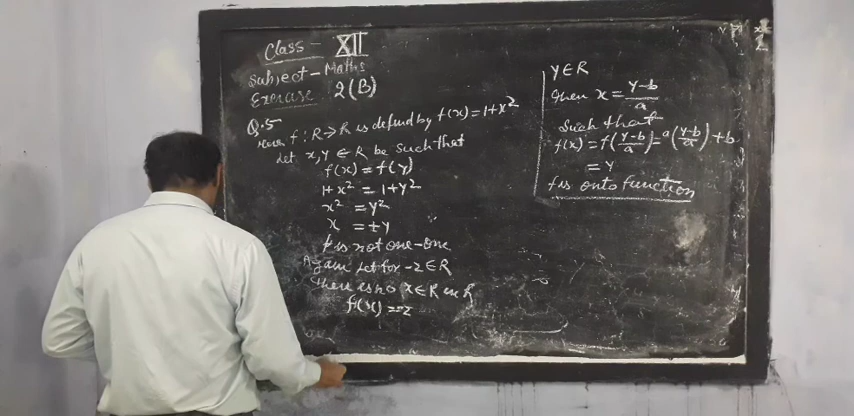 Class - XII
Subject - Maths
Exercise 2(B)
Q.5
f: R→R is defined by f(x) = 1+x²
Let x, y ∈ R be such that
f(x) = f(y)
1+x² = 1+y²
x² = y²
x = ±y
f is not one-one
Again let for -2 ∈ R
there is no x ∈ R in R
f(x) = -2
y ∈ R
then x = (y-b)/a
Such that
f(x) = f((y-b)/a) = a((y-b)/a) + b
= y
f is onto function